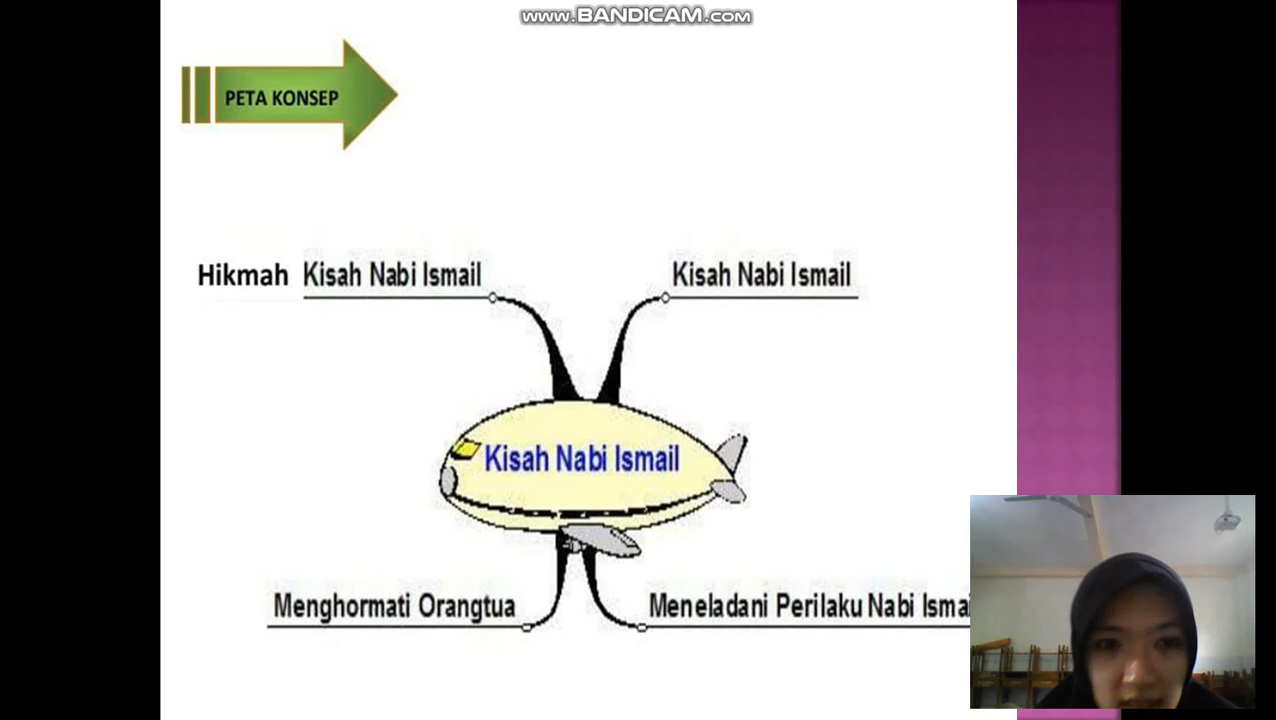 www.BANDICAM.com
PETA KONSEP
Hikmah Kisah Nabi Ismail
Kisah Nabi Ismail
Kisah Nabi Ismail
Menghormati Orangtua
Meneladani Perilaku Nabi Ismai